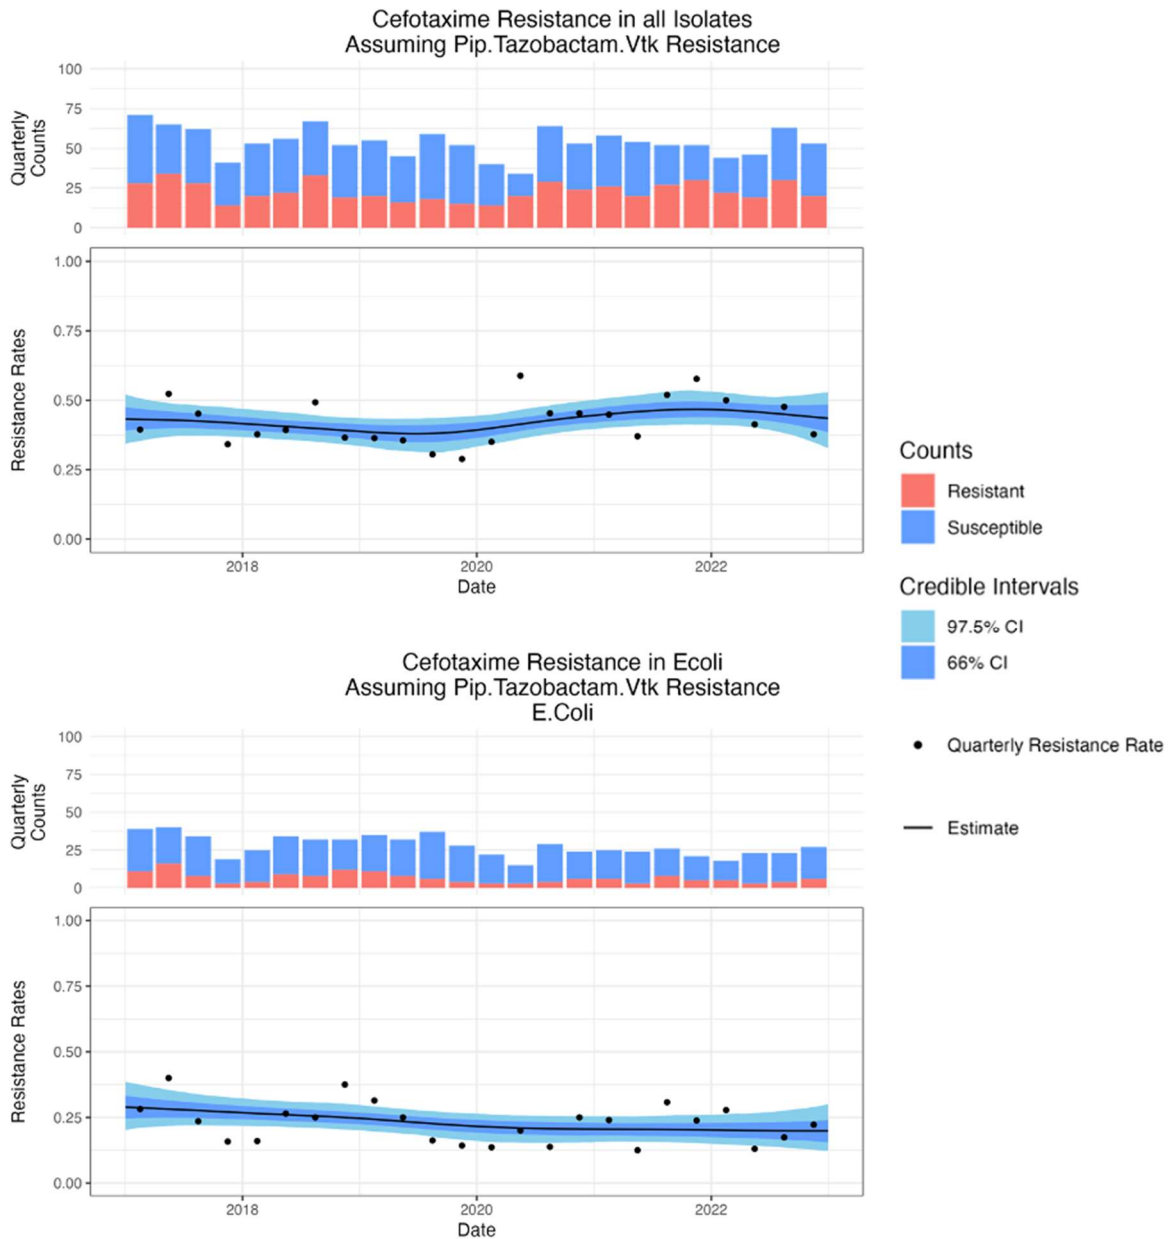 Cefotaxime Resistance in all Isolates
Assuming Pip.Tazobactam.Vtk Resistance
100
75
50
25
0
Quarterly
Counts
1.00
0.75
0.50
0.25
0.00
Resistance Rates
2018 2020 2022
Date
Cefotaxime Resistance in Ecoli
Assuming Pip.Tazobactam.Vtk Resistance
E.Coli
100
75
50
25
0
Quarterly
Counts
1.00
0.75
0.50
0.25
0.00
Resistance Rates
2018 2020 2022
Date
Counts
Resistant
Susceptible
Credible Intervals
97.5% CI
66% CI
Quarterly Resistance Rate
Estimate